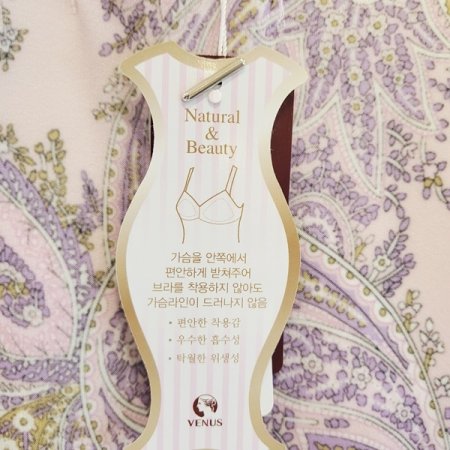 Natural
&
Beauty
가슴을 안쪽에서
편안하게 받쳐주어
브라를 착용하지 않아도
가슴라인이 드러나지 않음
• 편안한 착용감
• 우수한 흡수성
• 탁월한 위생성
VENUS